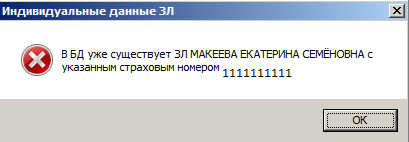 Индивидуальные данные ЗЛ
В БД уже существует ЗЛ МАКЕЕВА ЕКАТЕРИНА СЕМЁНОВНА с
указанным страховым номером 1111111111
OK